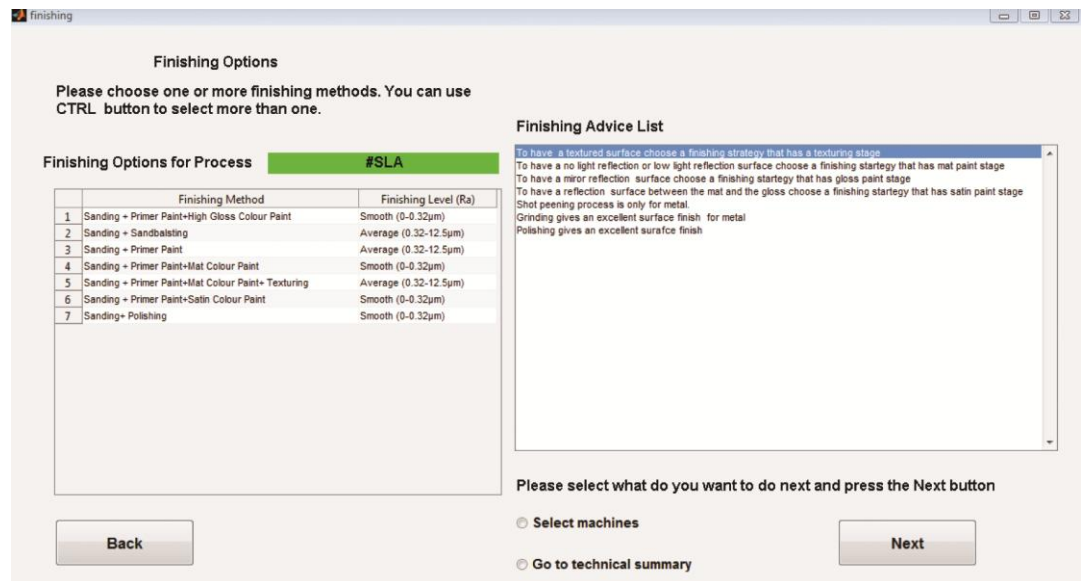 finishing
Finishing Options
Please choose one or more finishing methods. You can use
CTRL button to select more than one.
Finishing Options for Process #SLA
Finishing Method Finishing Level (Ra)
1 Sanding + Primer Paint+High Gloss Colour Paint Smooth (0-0.32µm)
2 Sanding + Sandbalsting Average (0.32-12.5µm)
3 Sanding + Primer Paint Average (0.32-12.5µm)
4 Sanding + Primer Paint+Mat Colour Paint Smooth (0-0.32µm)
5 Sanding + Primer Paint+Mat Colour Paint+ Texturing Average (0.32-12.5µm)
6 Sanding + Primer Paint+Satin Colour Paint Smooth (0-0.32µm)
7 Sanding+ Polishing Smooth (0-0.32µm)
Back
Finishing Advice List
To have a textured surface choose a finishing strategy that has a texturing stage
To have a no light reflection or low light reflection surface choose a finishing startegy that has mat paint stage
To have a miror reflection surface choose a finishing startegy that has gloss paint stage
To have a reflection surface between the mat and the gloss choose a finishing startegy that has satin paint stage
Shot peening process is only for metal.
Grinding gives an excellent surface finish for metal
Polishing gives an excellent surafce finish
Please select what do you want to do next and press the Next button
Select machines
Go to technical summary
Next